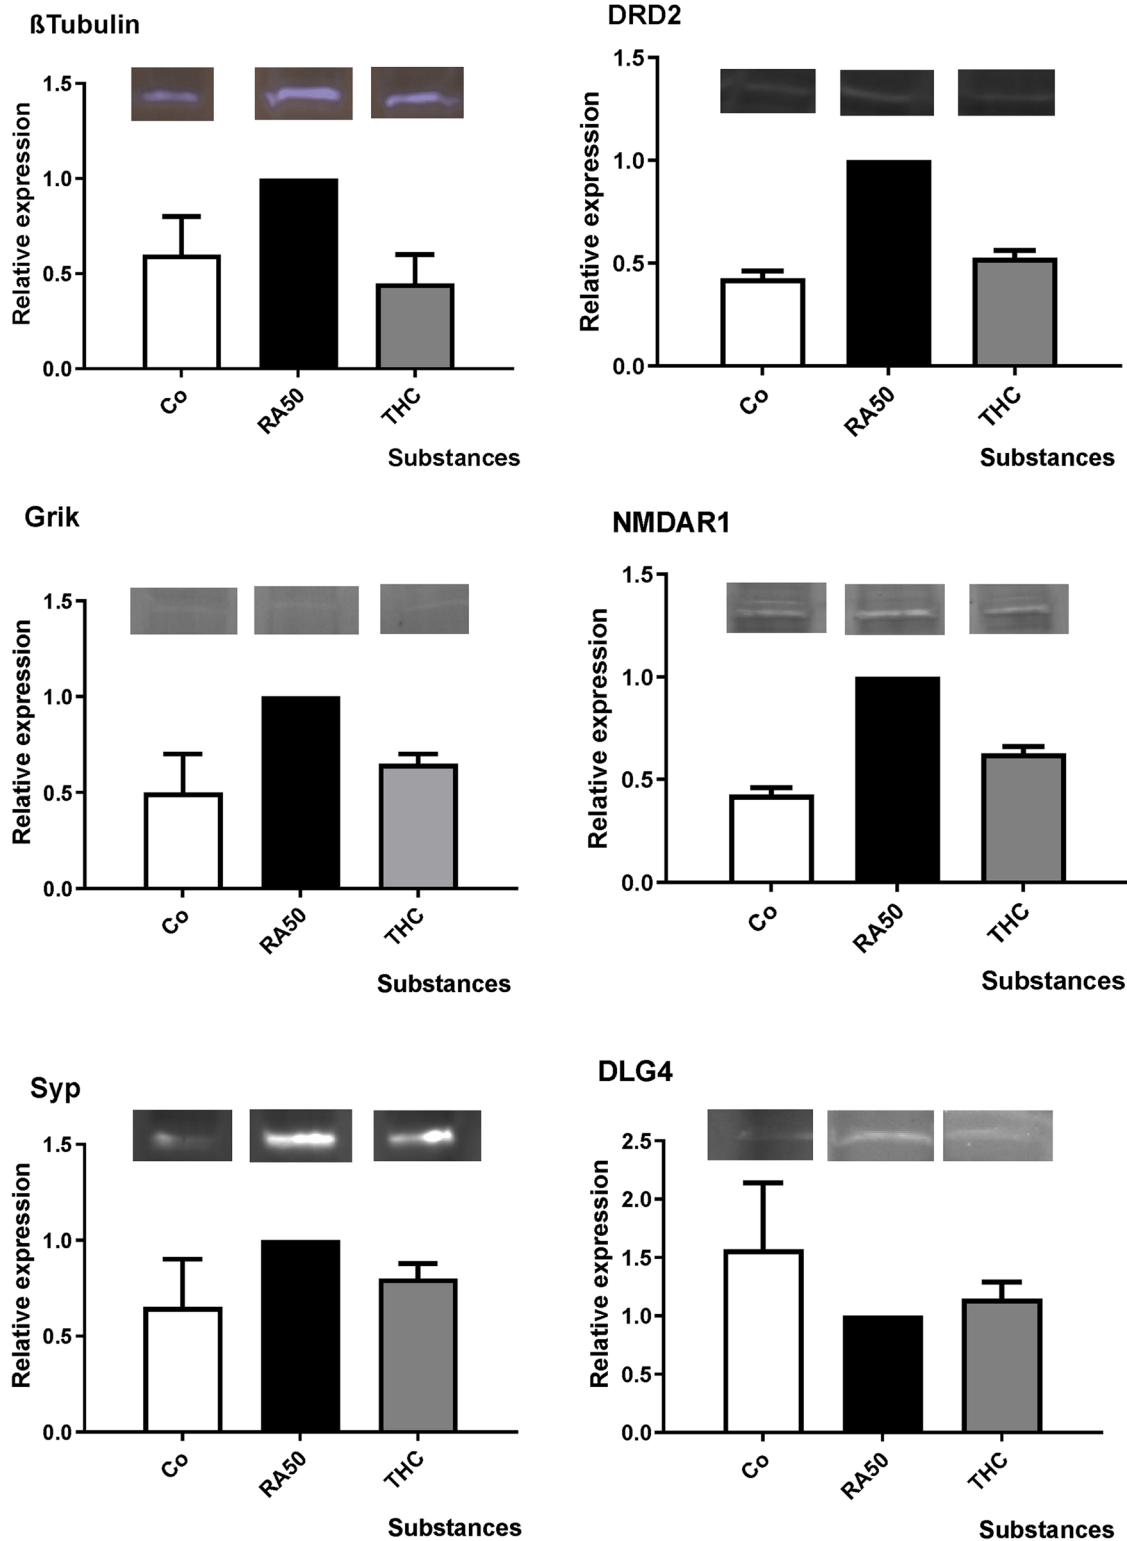 ßTubulin
Relative expression
1.5
1.0
0.5
0.0
Co
RA50
THC
Substances
DRD2
Relative expression
1.5
1.0
0.5
0.0
Co
RA50
THC
Substances
Grik
Relative expression
1.5
1.0
0.5
0.0
Co
RA50
THC
Substances
NMDAR1
Relative expression
1.5
1.0
0.5
0.0
Co
RA50
THC
Substances
Syp
Relative expression
1.5
1.0
0.5
0.0
Co
RA50
THC
Substances
DLG4
Relative expression
2.5
2.0
1.5
1.0
0.5
0.0
Co
RA50
THC
Substances